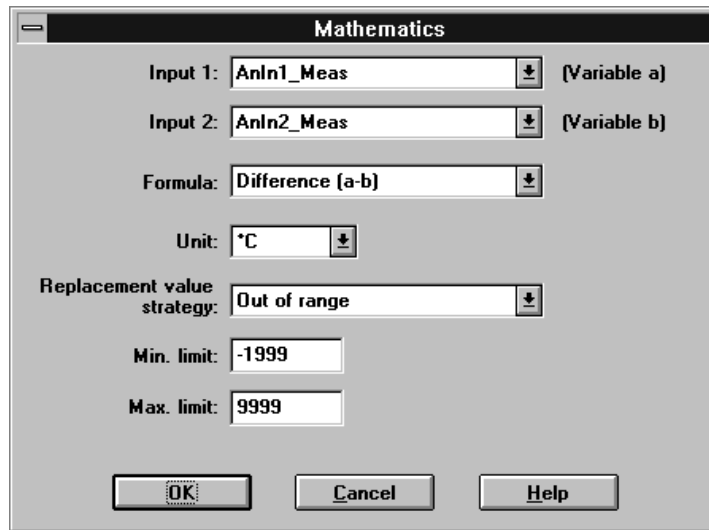 Mathematics
Input 1: AnIn1_Meas (Variable a)
Input 2: AnIn2_Meas (Variable b)
Formula: Difference (a-b)
Unit: °C
Replacement value
strategy: Out of range
Min. limit: -1999
Max. limit: 9999
OK Cancel Help